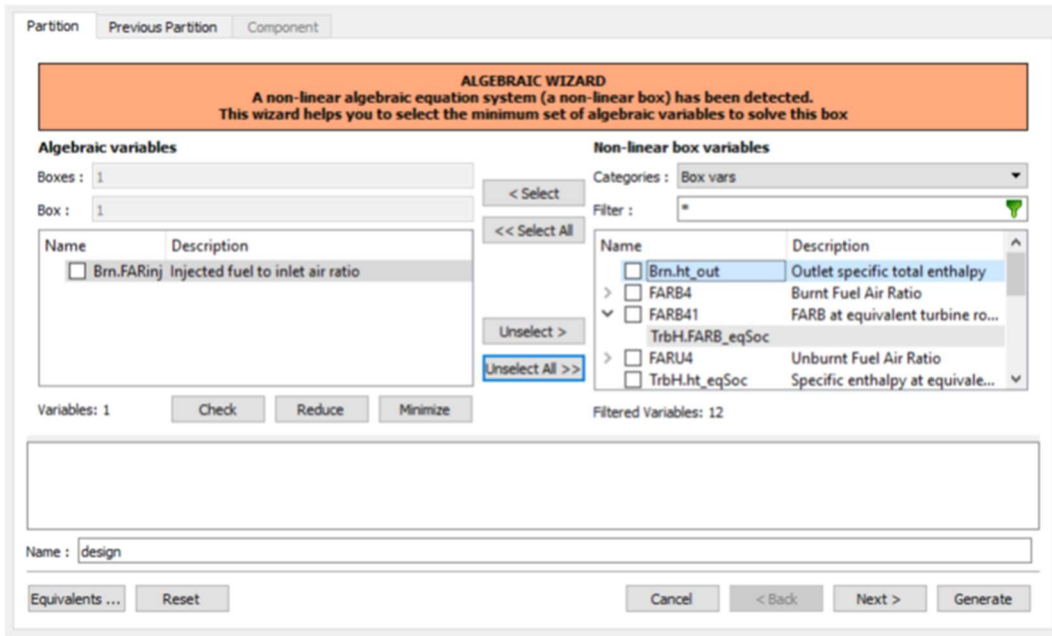 Partition Previous Partition Component
ALGEBRAIC WIZARD
A non-linear algebraic equation system (a non-linear box) has been detected.
This wizard helps you to select the minimum set of algebraic variables to solve this box
Algebraic variables
Boxes : 1
Box : 1
Name Description
Brn.FARinj Injected fuel to inlet air ratio
Variables: 1 Check Reduce Minimize
< Select
<< Select All
Unselect >
Unselect All >>
Non-linear box variables
Categories : Box vars
Filter : *
Name Description
Brn.ht_out Outlet specific total enthalpy
> FARB4 Burnt Fuel Air Ratio
FARB41 FARB at equivalent turbine ro...
TrbH.FARB_eqSoc
> FARU4 Unburnt Fuel Air Ratio
TrbH.ht_eqSoc Specific enthalpy at equivale...
Filtered Variables: 12
Name : design
Equivalents ... Reset Cancel < Back Next > Generate